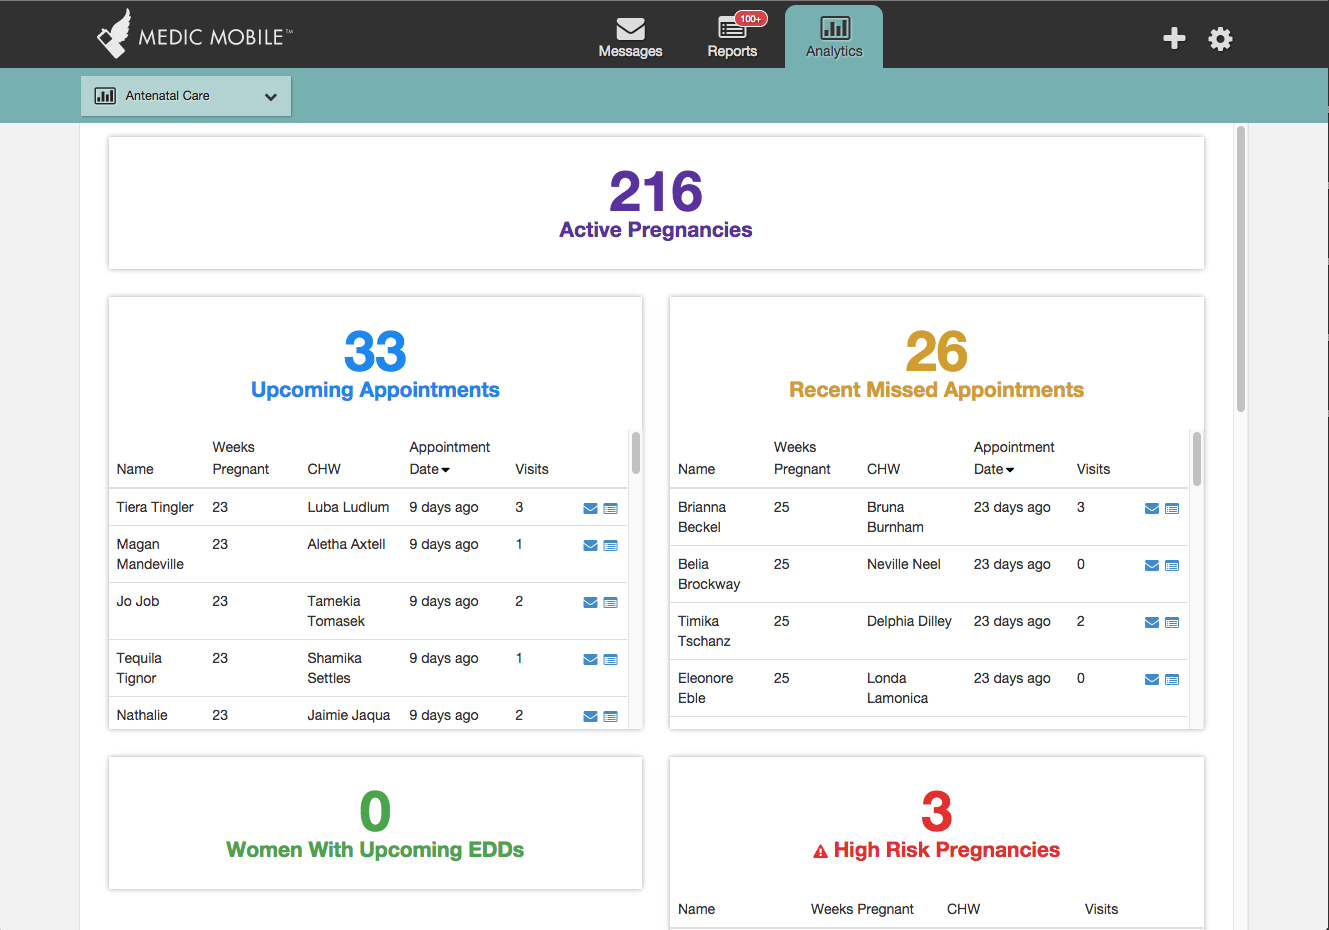 MEDIC MOBILE™
Messages
100+
Reports
Analytics
Antenatal Care
216
Active Pregnancies
33
Upcoming Appointments
Name Weeks Pregnant CHW Appointment Date Visits
Tiera Tingler 23 Luba Ludlum 9 days ago 3
Magan Mandeville 23 Aletha Axtell 9 days ago 1
Jo Job 23 Tamekia Tomasek 9 days ago 2
Tequila Tignor 23 Shamika Settles 9 days ago 1
Nathalie 23 Jaimie Jaqua 9 days ago 2
26
Recent Missed Appointments
Name Weeks Pregnant CHW Appointment Date Visits
Brianna Beckel 25 Bruna Burnham 23 days ago 3
Belia Brockway 25 Neville Neel 23 days ago 0
Timika Tschanz 25 Delphia Dilley 23 days ago 2
Eleonore Eble 25 Londa Lamonica 23 days ago 0
0
Women With Upcoming EDDs
3
High Risk Pregnancies
Name Weeks Pregnant CHW Visits